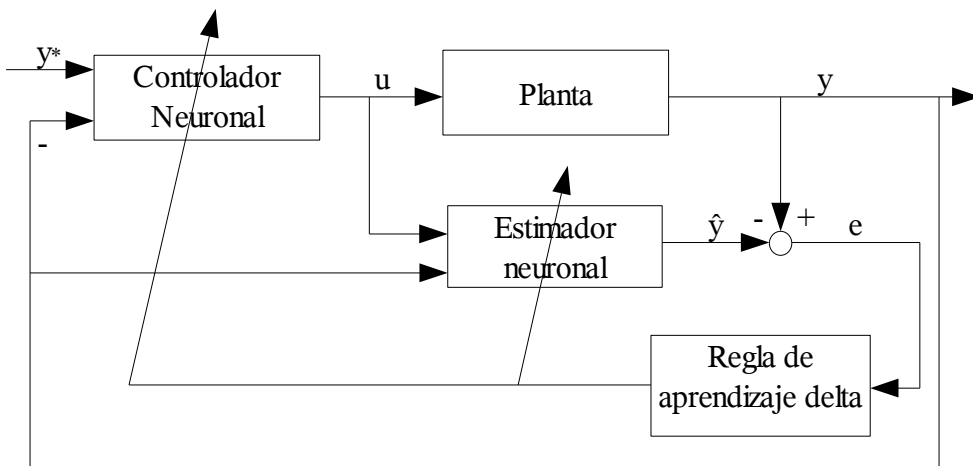 y*
Controlador
Neuronal
-
u
Planta
y
Estimador
neuronal
ŷ
-
+
e
Regla de
aprendizaje delta